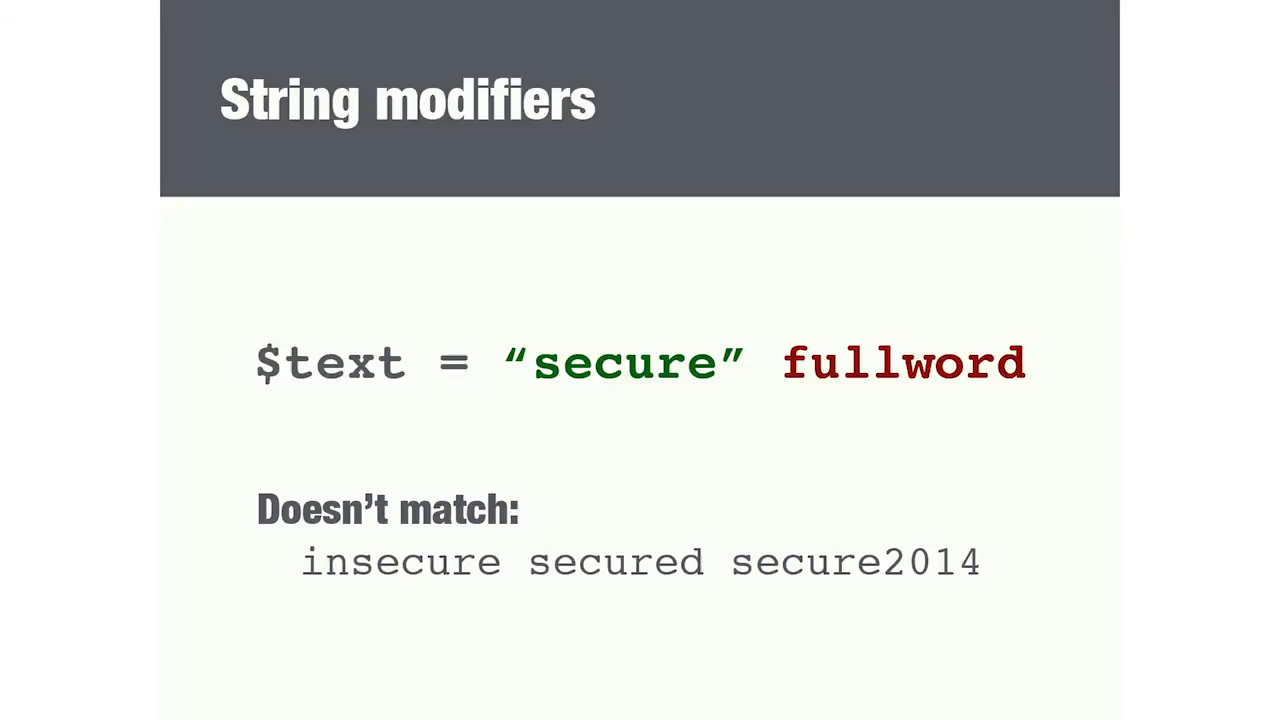 String modifiers
$text = “secure” fullword
Doesn’t match:
insecure secured secure2014